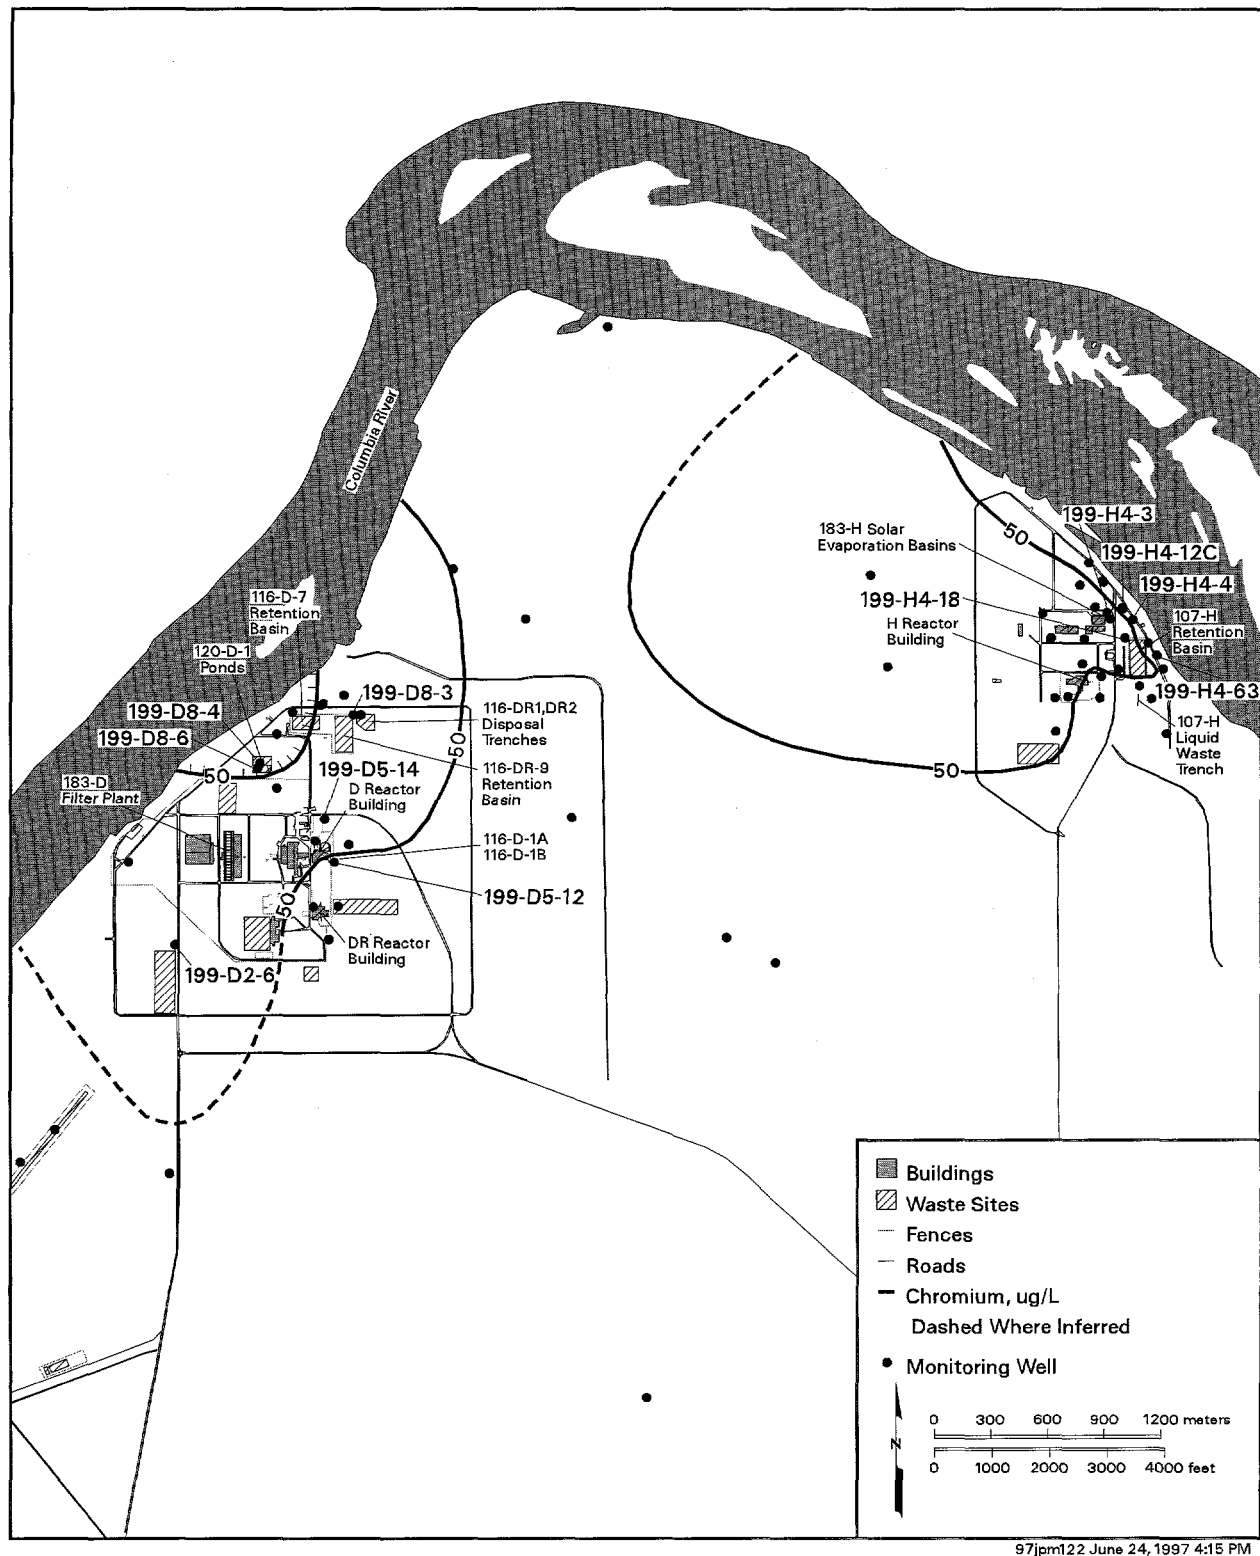 Columbia River
116-D-7
Retention
Basin
120-D-1
Ponds
199-D8-4
199-D8-6
183-D
Filter Plant
50
199-D8-3
116-DR1,DR2
Disposal
Trenches
116-DR-9
Retention
Basin
199-D5-14
D Reactor
Building
50
116-D-1A
116-D-1B
199-D5-12
50
DR Reactor
Building
199-D2-6
183-H Solar
Evaporation Basins
199-H4-18
H Reactor
Building
50
199-H4-3
199-H4-12C
199-H4-4
107-H
Retention
Basin
199-H4-63
107-H
Liquid
Waste
Trench
50
Buildings
Waste Sites
Fences
Roads
Chromium, ug/L
Dashed Where Inferred
Monitoring Well
N
0 300 600 900 1200 meters
0 1000 2000 3000 4000 feet
97jpm122 June 24, 1997 4:15 PM